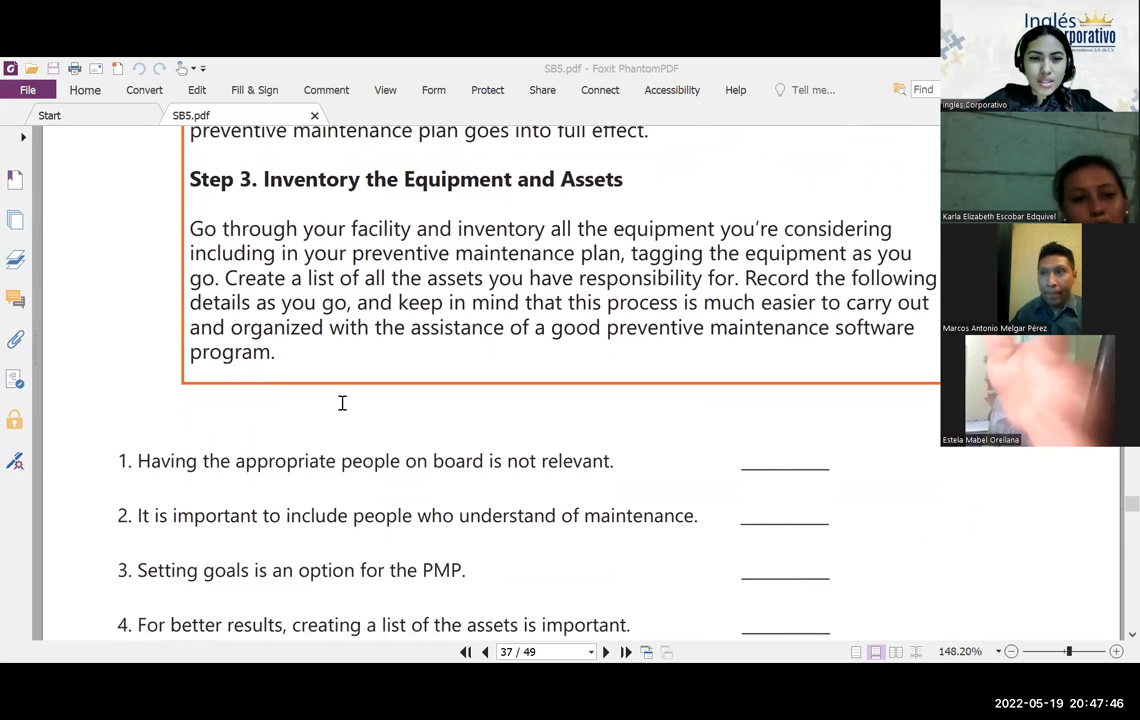 SB5.pdf - Foxit PhantomPDF
File Home Convert Edit Fill & Sign Comment View Form Protect Share Connect Accessibility Help Tell me... Find
Start SB5.pdf
preventive maintenance plan goes into full effect.
Step 3. Inventory the Equipment and Assets
Go through your facility and inventory all the equipment you're considering
including in your preventive maintenance plan, tagging the equipment as you
go. Create a list of all the assets you have responsibility for. Record the following
details as you go, and keep in mind that this process is much easier to carry out
and organized with the assistance of a good preventive maintenance software
program.
1. Having the appropriate people on board is not relevant. ________
2. It is important to include people who understand of maintenance. ________
3. Setting goals is an option for the PMP. ________
4. For better results, creating a list of the assets is important. ________
37 / 49
148.20%
Inglés
Ingles Corporativo
Karla Elizabeth Escobar Edquivel
Marcos Antonio Melgar Pérez
Estela Mabel Orellana
2022-05-19 20:47:46